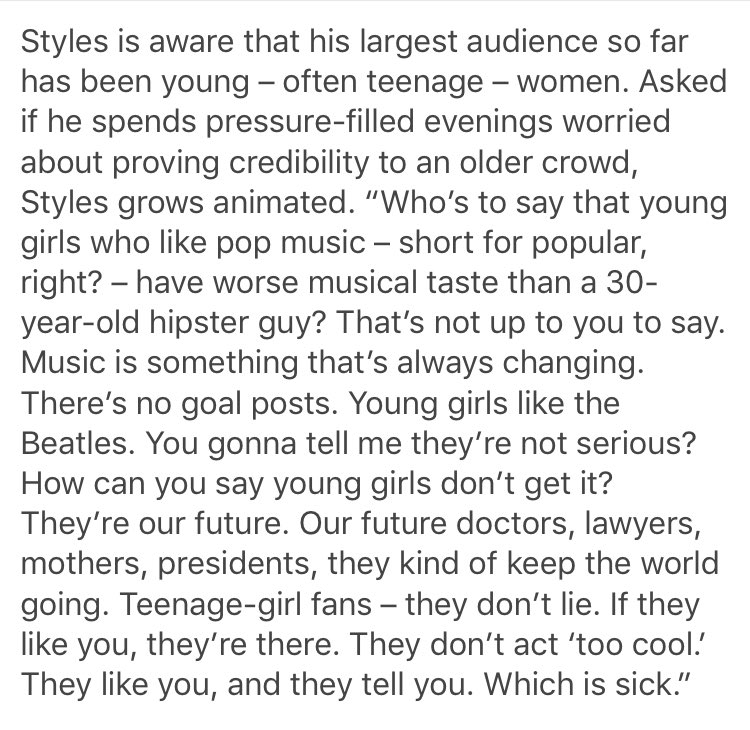 Styles is aware that his largest audience so far
has been young – often teenage – women. Asked
if he spends pressure-filled evenings worried
about proving credibility to an older crowd,
Styles grows animated. “Who’s to say that young
girls who like pop music – short for popular,
right? – have worse musical taste than a 30-
year-old hipster guy? That’s not up to you to say.
Music is something that’s always changing.
There’s no goal posts. Young girls like the
Beatles. You gonna tell me they’re not serious?
How can you say young girls don’t get it?
They’re our future. Our future doctors, lawyers,
mothers, presidents, they kind of keep the world
going. Teenage-girl fans – they don’t lie. If they
like you, they’re there. They don’t act ‘too cool.’
They like you, and they tell you. Which is sick.”